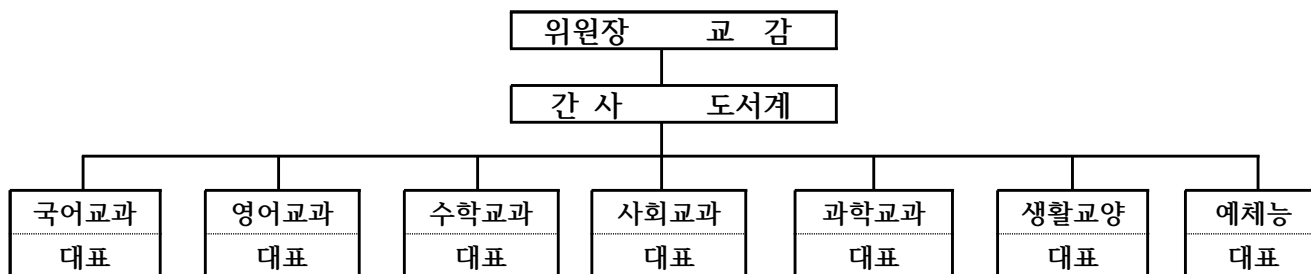 위원장 교 감
간 사 도서계
국어교과 영어교과 수학교과 사회교과 과학교과 생활교양 예체능
대표 대표 대표 대표 대표 대표 대표